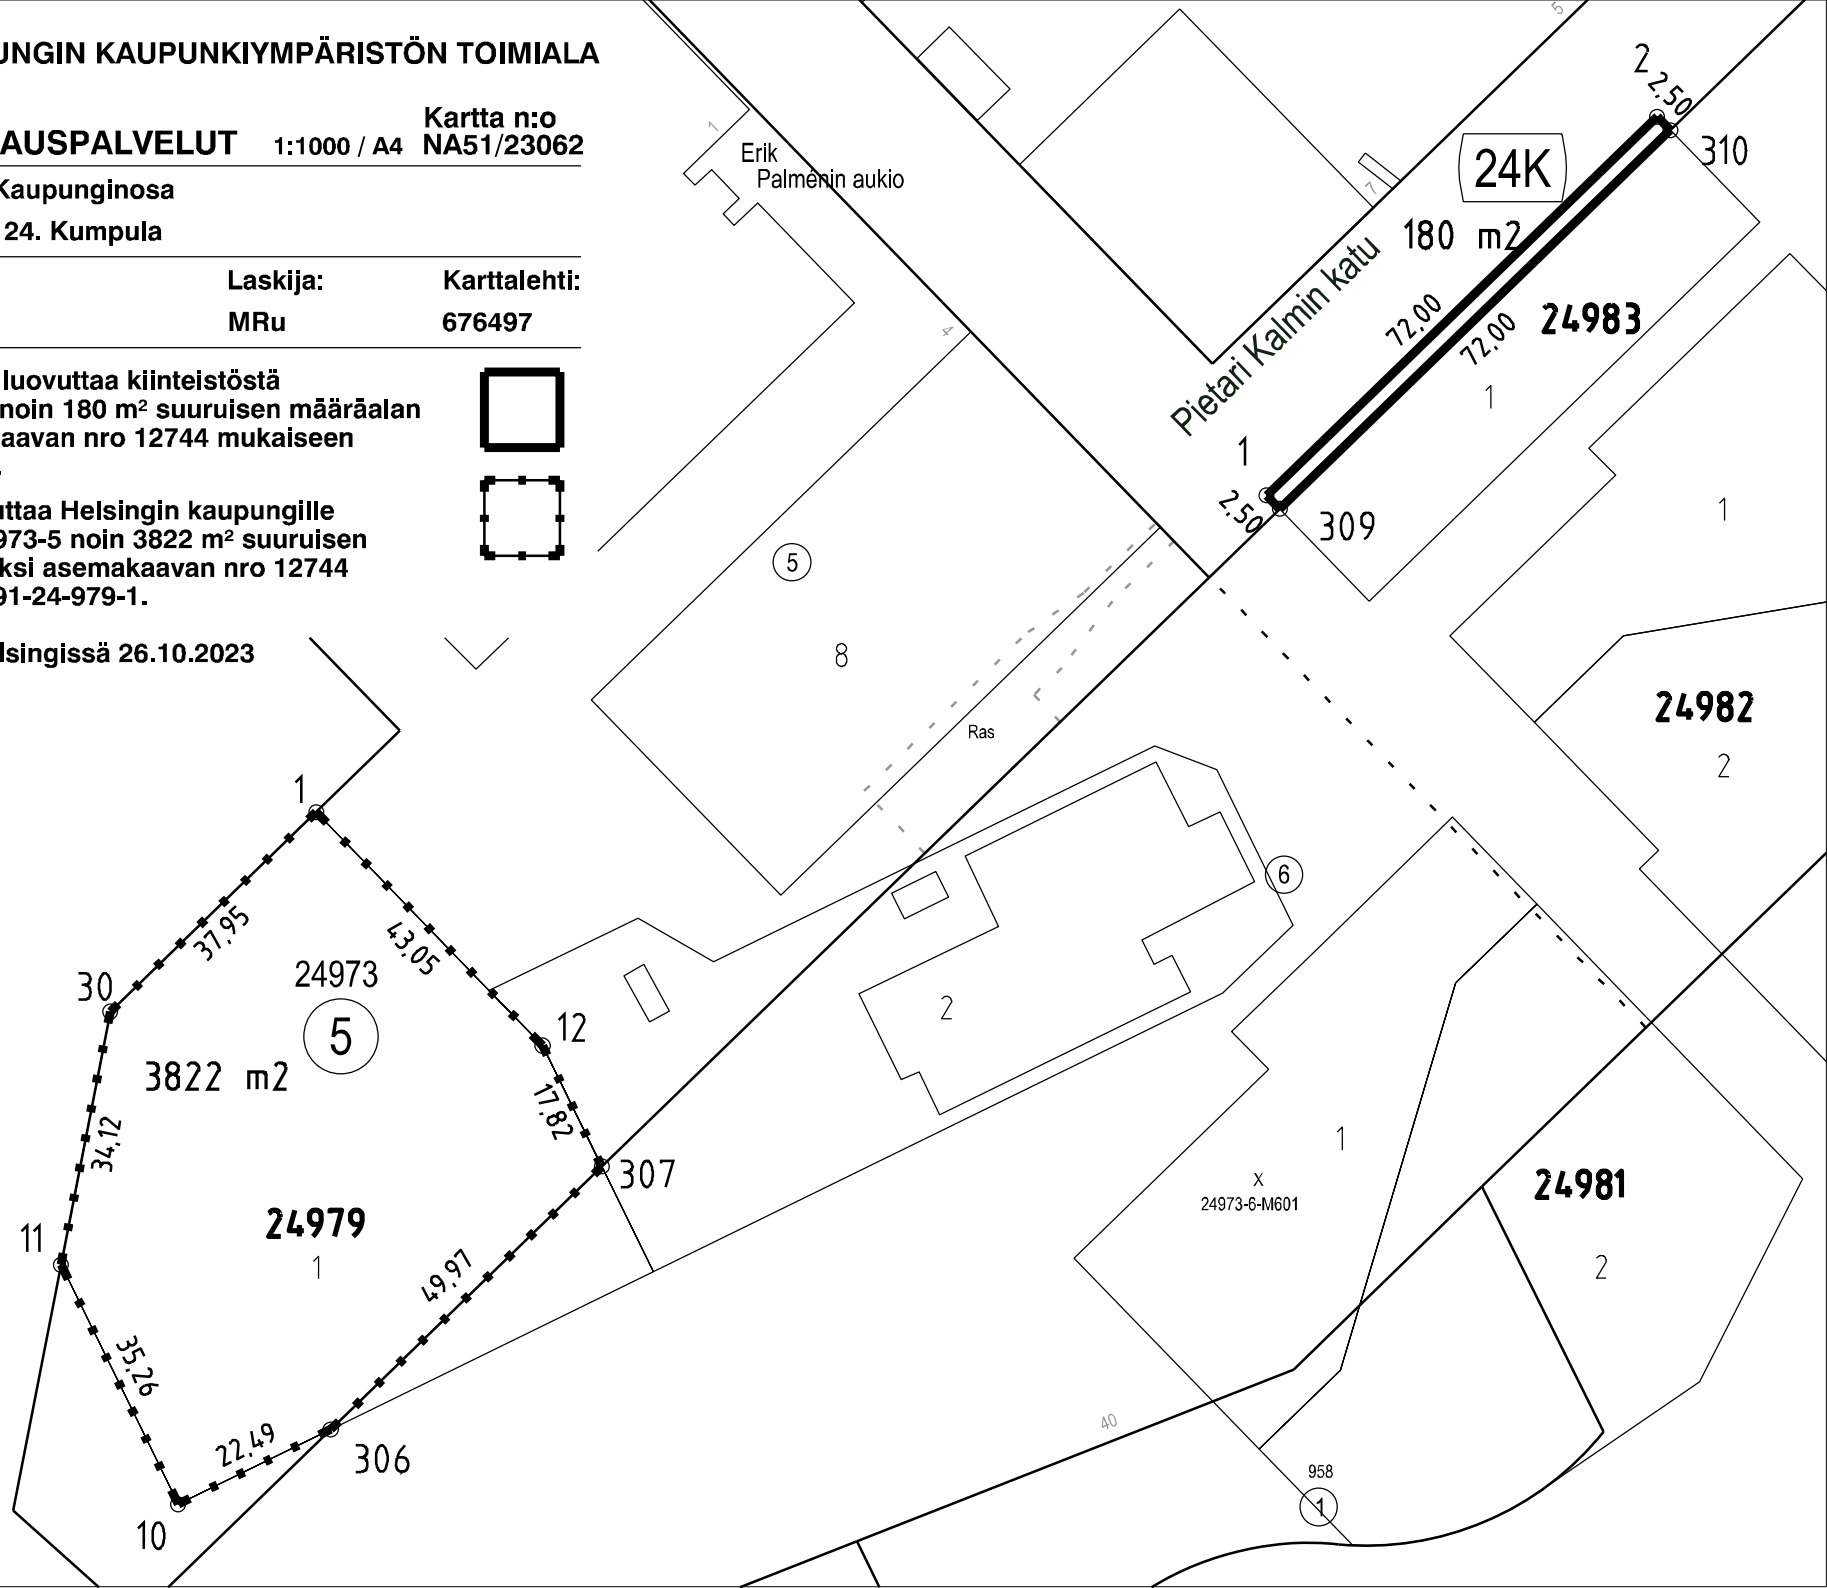 UNGIN KAUPUNKIYMPÄRISTÖN TOIMIALA
AUSPALVELUT 1:1000 / A4
Kartta n:o
NA51/23062
Kaupunginosa
24. Kumpula
Laskija: Karttalehti:
MRu 676497
luovuttaa kiinteistöstä
noin 180 m² suuruisen määräalan
aavan nro 12744 mukaiseen
.
uttaa Helsingin kaupungille
973-5 noin 3822 m² suuruisen
ksi asemakaavan nro 12744
91-24-979-1.
lsingissä 26.10.2023
1
Erik
Palménin aukio
5
2
2,50
310
24K
7
180 m2
Pietari Kalmin katu
72,00
72,00
24983
1
4
1
2,50
309
1
5
8
Ras
24982
2
1
37,95
43,05
30
24973
5
12
3822 m2
17,82
34,12
307
24979
1
11
49,97
35,26
22,49
306
10
6
2
1
X
24973-6-M601
24981
2
40
958
1